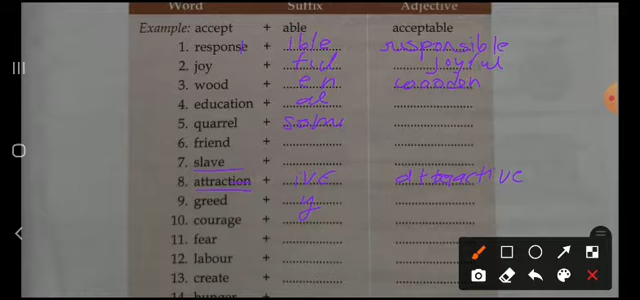 Word Suffix Adjective
Example: accept + able acceptable
1. response + ible responsible
2. joy + ful joyful
3. wood + en wooden
4. education + al
5. quarrel + some
6. friend +
7. slave +
8. attraction + ive attractive
9. greed + y
10. courage +
11. fear +
12. labour +
13. create +
14. hunger